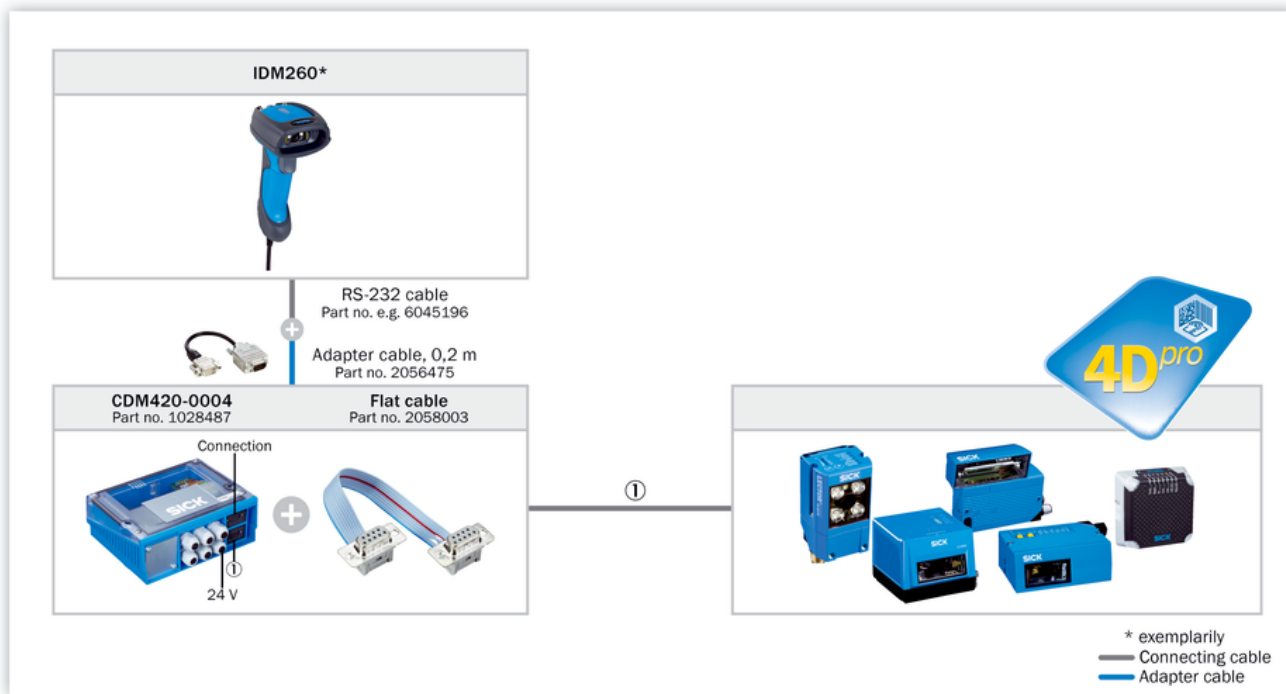 IDM260*
RS-232 cable
Part no. e.g. 6045196
Adapter cable, 0,2 m
Part no. 2056475
CDM420-0004
Part no. 1028487
Flat cable
Part no. 2058003
Connection
SICK
①
24 V
①
4Dpro
SICK
SICK
SICK
SICK
SICK
* exemplarily
Connecting cable
Adapter cable